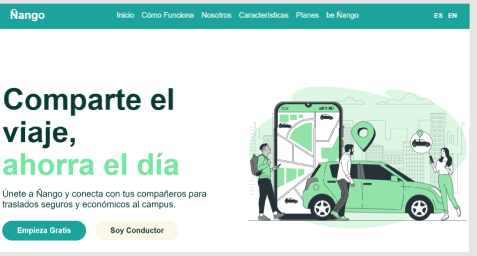 Ñango
Inicio Cómo Funciona Nosotros Características Planes be Ñango
ES EN
Comparte el
viaje,
ahorra el día
Únete a Ñango y conecta con tus compañeros para
traslados seguros y económicos al campus.
Empieza Gratis
Soy Conductor